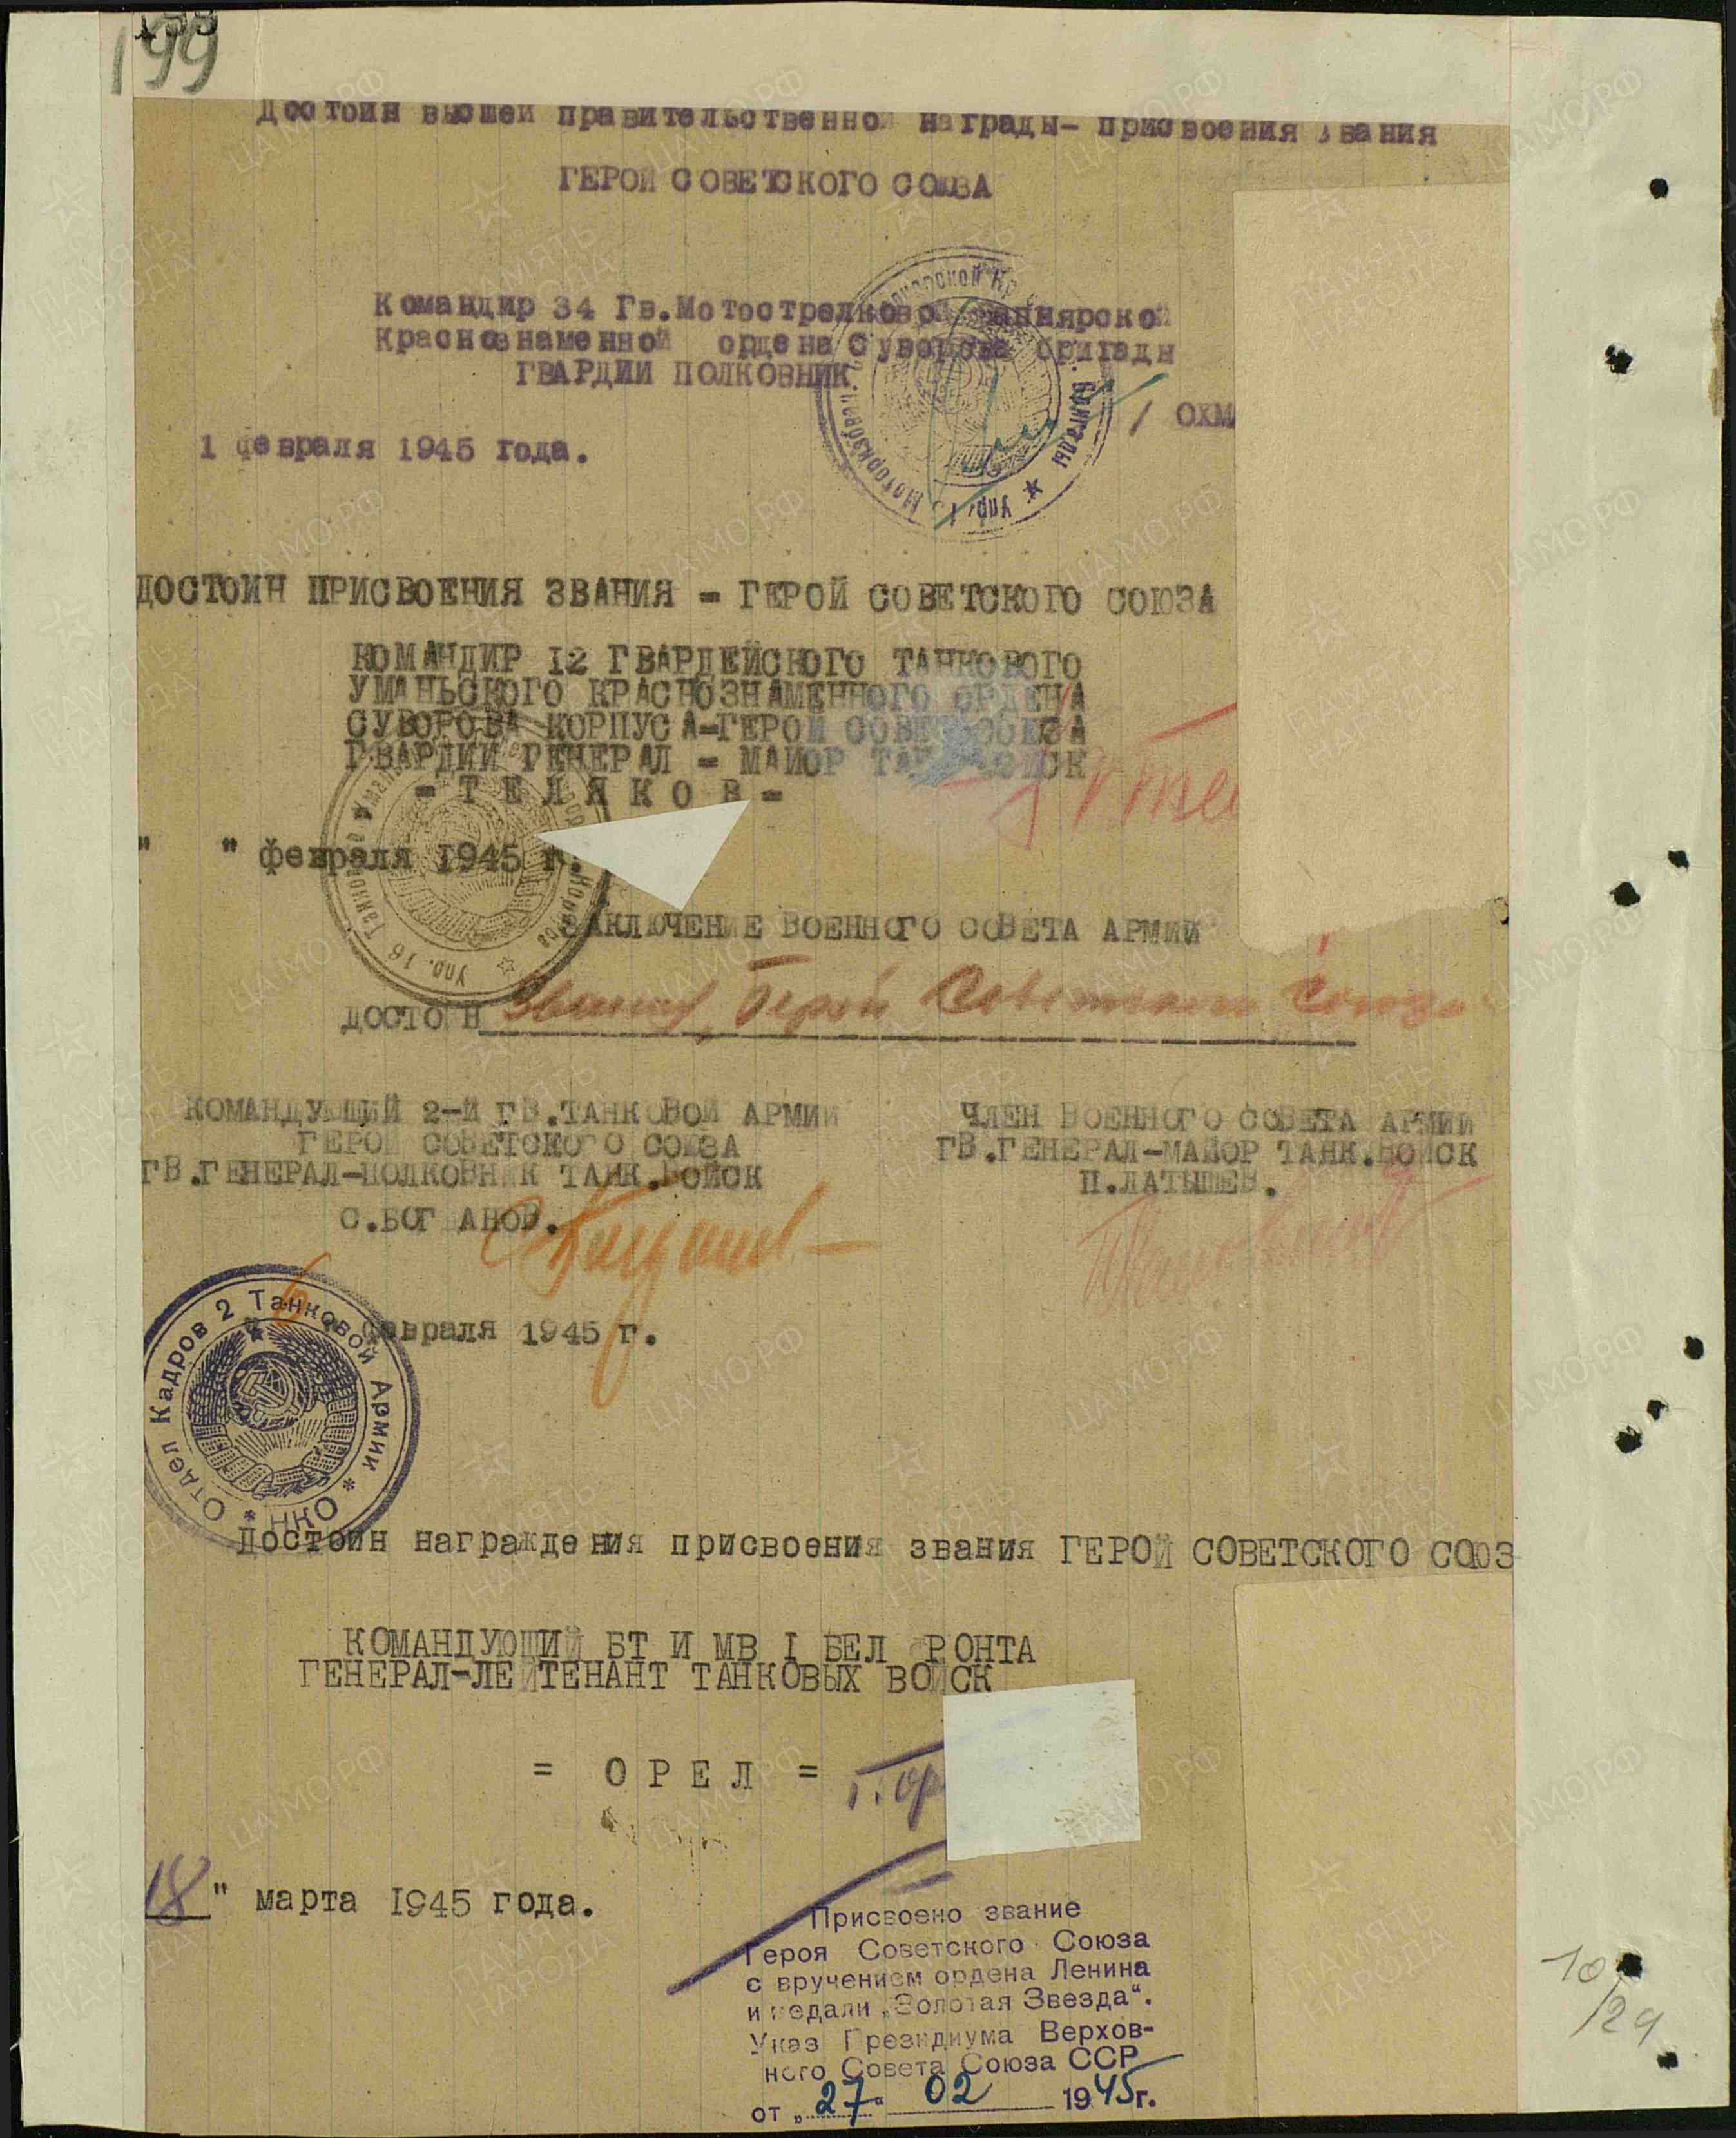 199
Достоин высшей правительственной награды- присвоения звания
ГЕРОЙ СОВЕТСКОГО СОЮЗА
Командир 34 Гв.Мотострелковой
Краснознаменной ордена Суворова бригады
ГВАРДИИ ПОЛКОВНИК
/ ОХМ
1 февраля 1945 года.
ДОСТОИН ПРИСВОЕНИЯ ЗВАНИЯ = ГЕРОЙ СОВЕТСКОГО СОЮЗА
КОМАНДИР 12 ГВАРДЕЙСКОГО ТАНКОВОГО
УМАНЬСКОГО КРАСНОЗНАМЕННОГО ОРДЕНА
СУВОРОВА КОРПУСА-ГЕРОЙ СОВЕТ СОЮЗА
ГВАРДИИ ГЕНЕРАЛ = МАЙОР ТАНК ВОЙСК
= Т Е Л Я К О В =
" " февраля 1945 г.
ЗАКЛЮЧЕНИЕ ВОЕННОГО СОВЕТА АРМИИ
ДОСТОИН звания Герой Советского Союза
КОМАНДУЮЩИЙ 2-Й ГВ.ТАНКОВОЙ АРМИИ
ГЕРОЙ СОВЕТСКОГО СОЮЗА
ГВ.ГЕНЕРАЛ-ПОЛКОВНИК ТАНК.ВОЙСК
С.БОГДАНОВ.
ЧЛЕН ВОЕННОГО СОВЕТА АРМИИ
ГВ.ГЕНЕРАЛ-МАЙОР ТАНК.ВОЙСК
П.ЛАТЫШЕВ.
6 февраля 1945 г.
Отдел Кадров 2 Танковой Армии * ОКНН *
Достоин награждения присвоения звания ГЕРОЙ СОВЕТСКОГО СОЮЗ
КОМАНДУЮЩИЙ БТ И МВ I БЕЛ РОНТА
ГЕНЕРАЛ-ЛЕЙТЕНАНТ ТАНКОВЫХ ВОЙСК
= О Р Е Л =
18" марта 1945 года.
Присвоено звание
Героя Советского Союза
с вручением ордена Ленина
и медали „Золотая Звезда".
Указ Президиума Верхов-
ного Совета Союза ССР
от „27" 02 1945г.
10/29